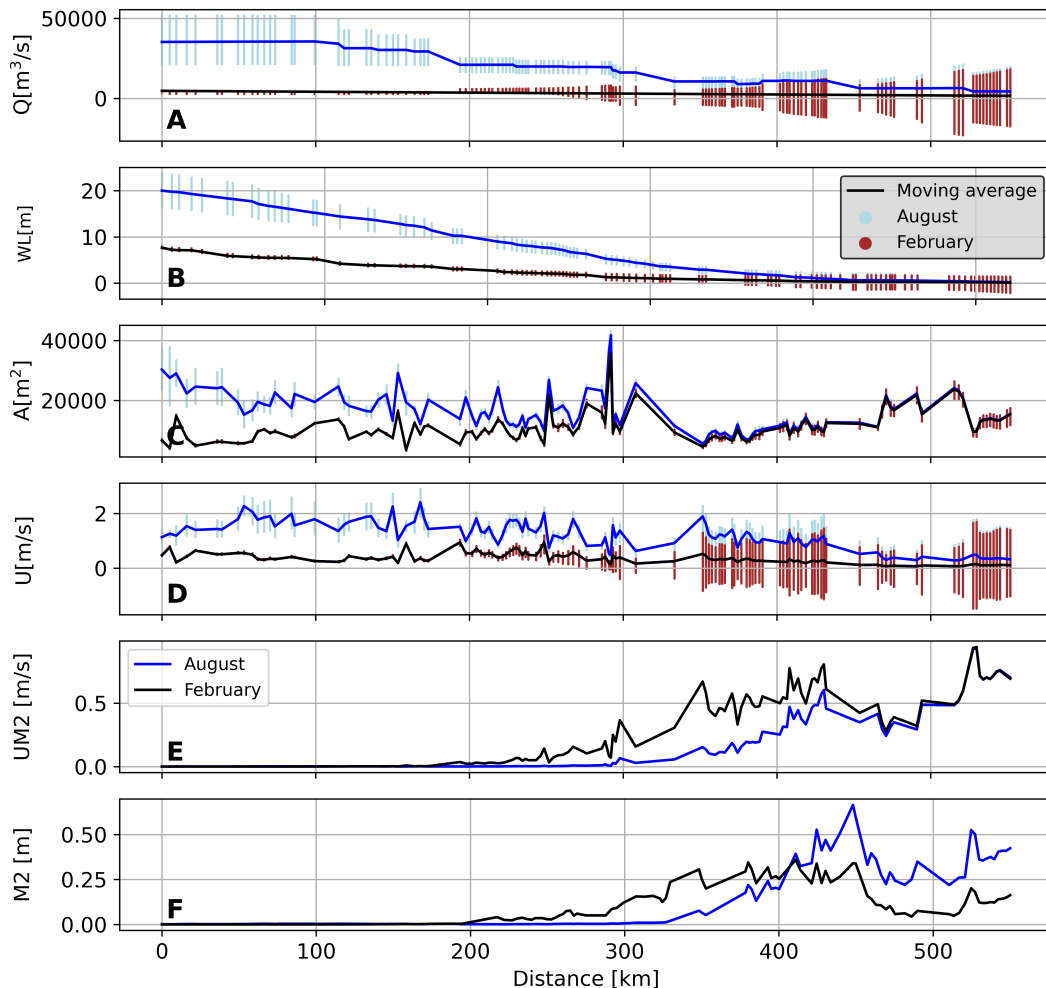 50000
0
Q[m³/s]
A
20
10
0
WL[m]
B
Moving average
August
February
40000
20000
A[m²]
C
2
0
U[m/s]
D
0.5
0.0
UM2 [m/s]
E
August
February
0.50
0.25
0.00
M2 [m]
F
0 100 200 300 400 500
Distance [km]